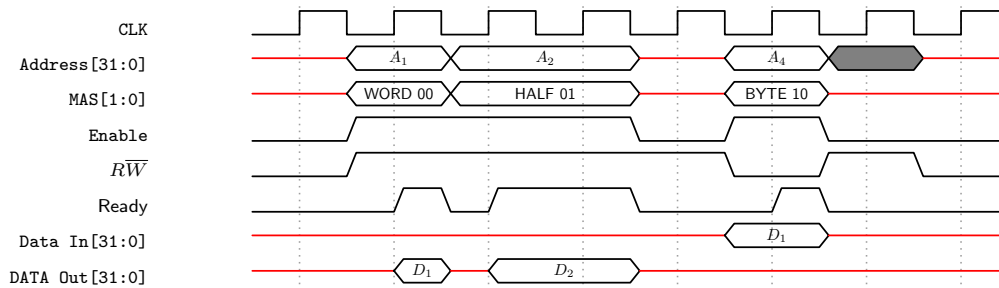 CLK
Address[31:0] A₁ A₂ A₄
MAS[1:0] WORD 00 HALF 01 BYTE 10
Enable
RW̅
Ready
Data In[31:0] D₁
DATA Out[31:0] D₁ D₂